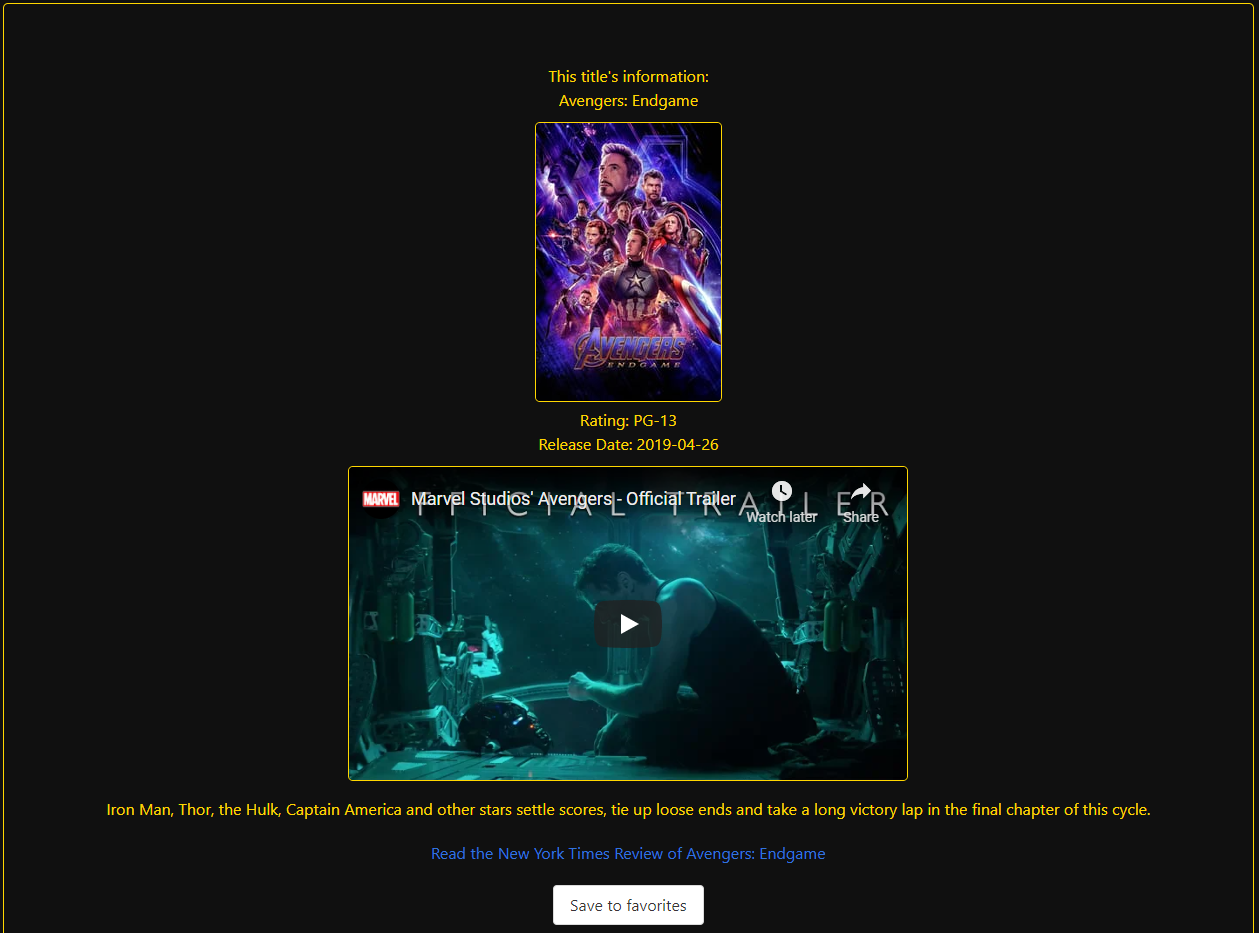 This title's information:
Avengers: Endgame
AVENGERS
ENDGAME
Rating: PG-13
Release Date: 2019-04-26
MARVEL
Marvel Studios' Avengers - Official Trailer
Watch later
Share
FFICIAL TRAILER
Iron Man, Thor, the Hulk, Captain America and other stars settle scores, tie up loose ends and take a long victory lap in the final chapter of this cycle.
Read the New York Times Review of Avengers: Endgame
Save to favorites